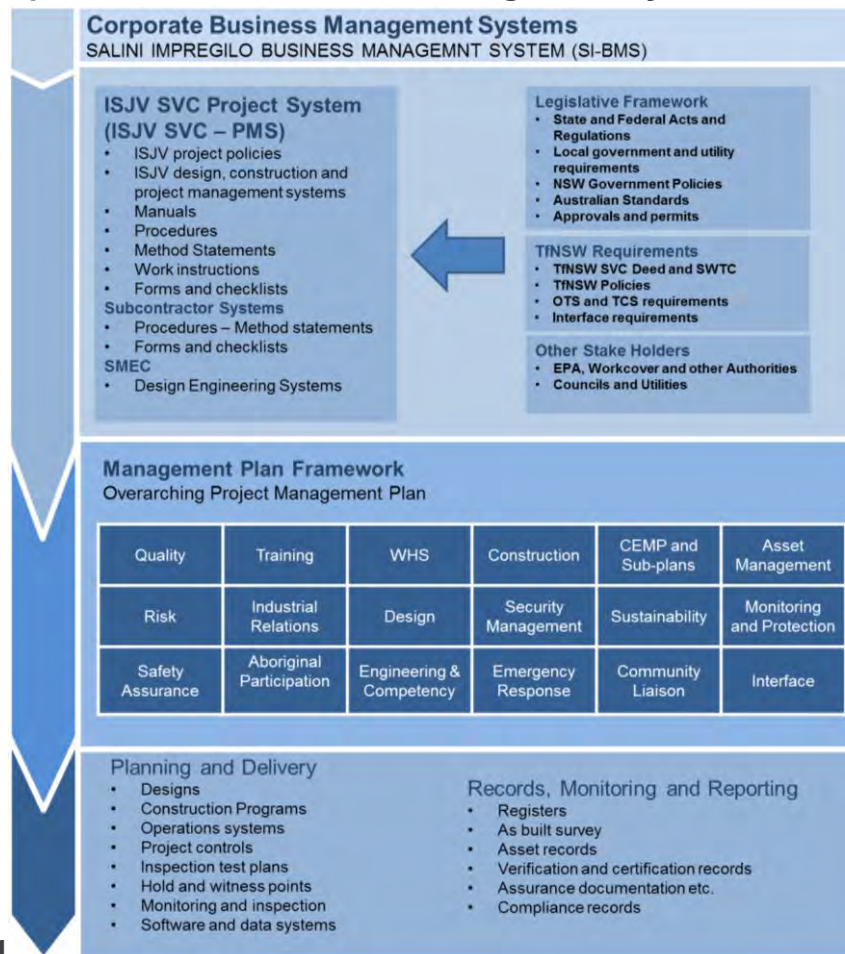 Corporate Business Management Systems
SALINI IMPREGILO BUSINESS MANAGEMNT SYSTEM (SI-BMS)
ISJV SVC Project System
(ISJV SVC – PMS)
• ISJV project policies
• ISJV design, construction and
project management systems
• Manuals
• Procedures
• Method Statements
• Work instructions
• Forms and checklists
Subcontractor Systems
• Procedures – Method statements
• Forms and checklists
SMEC
• Design Engineering Systems
Legislative Framework
• State and Federal Acts and
Regulations
• Local government and utility
requirements
• NSW Government Policies
• Australian Standards
• Approvals and permits
TfNSW Requirements
• TfNSW SVC Deed and SWTC
• TfNSW Policies
• OTS and TCS requirements
• Interface requirements
Other Stake Holders
• EPA, Workcover and other Authorities
• Councils and Utilities
Management Plan Framework
Overarching Project Management Plan
Quality
Training
WHS
Construction
CEMP and
Sub-plans
Asset
Management
Risk
Industrial
Relations
Design
Security
Management
Sustainability
Monitoring
and Protection
Safety
Assurance
Aboriginal
Participation
Engineering &
Competency
Emergency
Response
Community
Liaison
Interface
Planning and Delivery
• Designs
• Construction Programs
• Operations systems
• Project controls
• Inspection test plans
• Hold and witness points
• Monitoring and inspection
• Software and data systems
Records, Monitoring and Reporting
• Registers
• As built survey
• Asset records
• Verification and certification records
• Assurance documentation etc.
• Compliance records